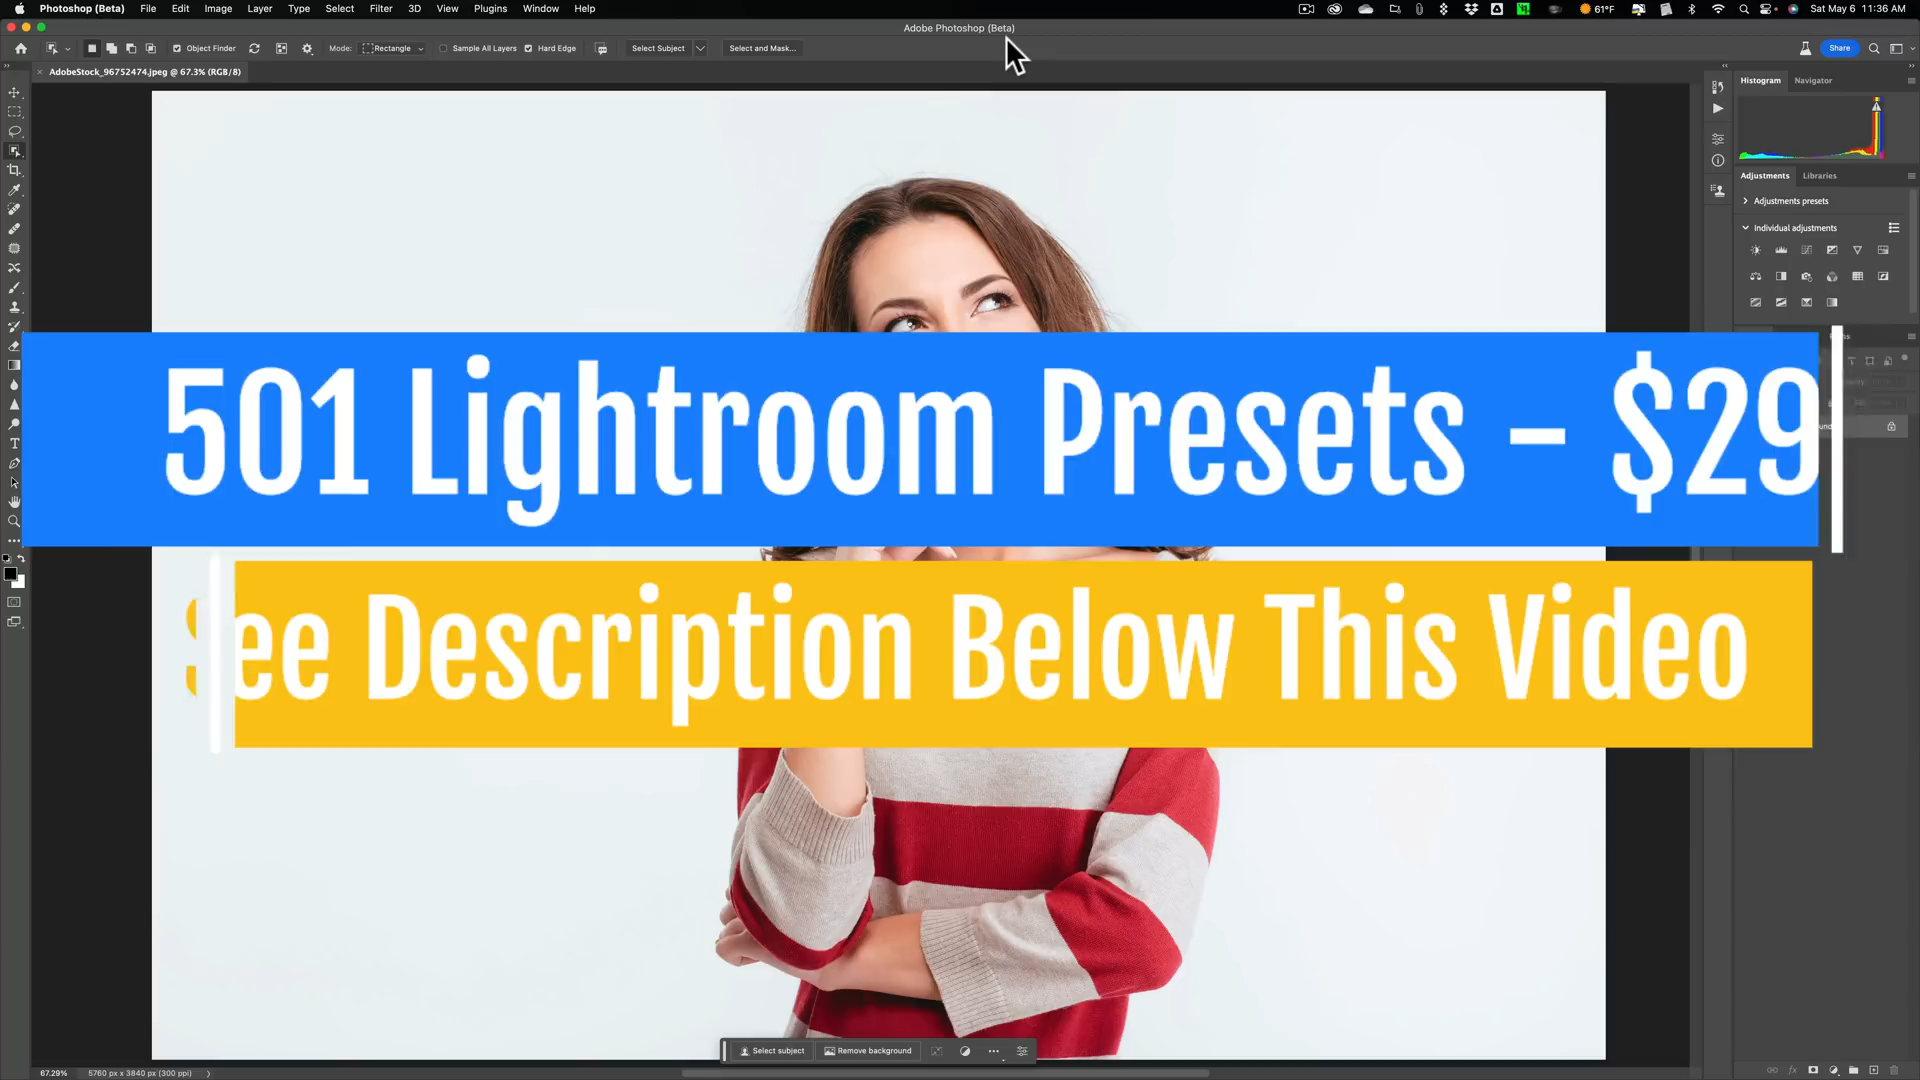 Photoshop (Beta) File Edit Image Layer Type Select Filter 3D View Plugins Window Help 61°F Sat May 6 11:36 AM
Adobe Photoshop (Beta)
Object Finder Mode: Rectangle Sample All Layers Hard Edge Select Subject Select and Mask... Share
AdobeStock_96752474.jpeg @ 67.3% (RGB/8)
Histogram Navigator
Adjustments Libraries
Adjustments presets
Individual adjustments
501 Lightroom Presets - $29
See Description Below This Video
Select subject Remove background
67.29% 5760 px x 3840 px (300 ppi)